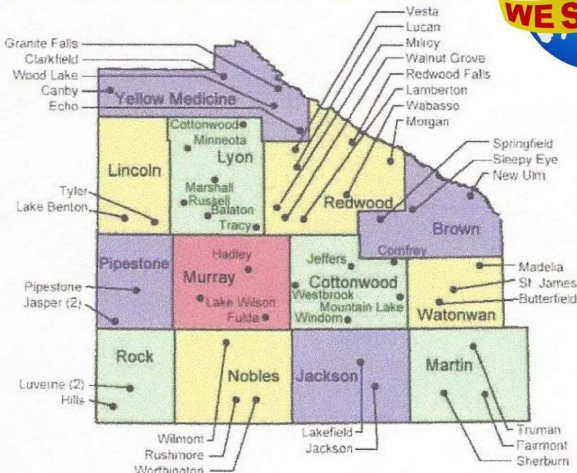 WE S
Vesta
Lucan
Milroy
Walnut Grove
Redwood Falls
Lamberton
Wabasso
Morgan
Granite Falls
Clarkfield
Wood Lake
Canby
Echo
Yellow Medicine
Springfield
Sleepy Eye
New Ulm
Cottonwood
Minneota
Lyon
Lincoln
Marshall
Russell
Balaton
Tracy
Redwood
Brown
Tyler
Lake Benton
Pipestone
Hadley
Murray
Lake Wilson
Fulda
Jeffers
Comfrey
Cottonwood
Westbrook
Mountain Lake
Windom
Madelia
St. James
Butterfield
Watonwan
Pipestone
Jasper (2)
Rock
Nobles
Jackson
Martin
Luverne (2)
Hills
Wilmont
Rushmore
Worthington
Lakefield
Jackson
Truman
Fairmont
Sherburn